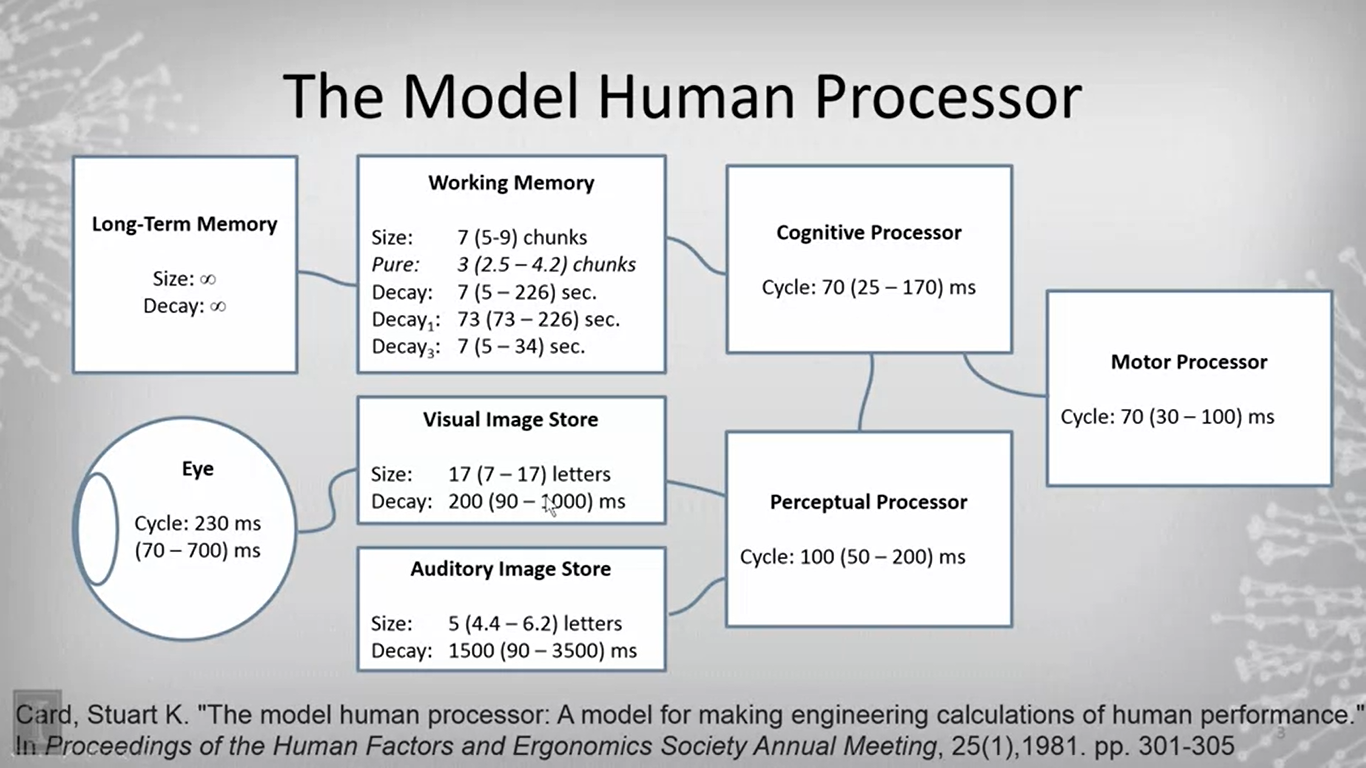 The Model Human Processor
Long-Term Memory
Size: ∞
Decay: ∞
Working Memory
Size: 7 (5-9) chunks
Pure: 3 (2.5 – 4.2) chunks
Decay: 7 (5 – 226) sec.
Decay₁: 73 (73 – 226) sec.
Decay₃: 7 (5 – 34) sec.
Cognitive Processor
Cycle: 70 (25 – 170) ms
Motor Processor
Cycle: 70 (30 – 100) ms
Eye
Cycle: 230 ms
(70 – 700) ms
Visual Image Store
Size: 17 (7 – 17) letters
Decay: 200 (90 – 1000) ms
Auditory Image Store
Size: 5 (4.4 – 6.2) letters
Decay: 1500 (90 – 3500) ms
Perceptual Processor
Cycle: 100 (50 – 200) ms
Card, Stuart K. "The model human processor: A model for making engineering calculations of human performance."
In Proceedings of the Human Factors and Ergonomics Society Annual Meeting, 25(1),1981. pp. 301-305
3